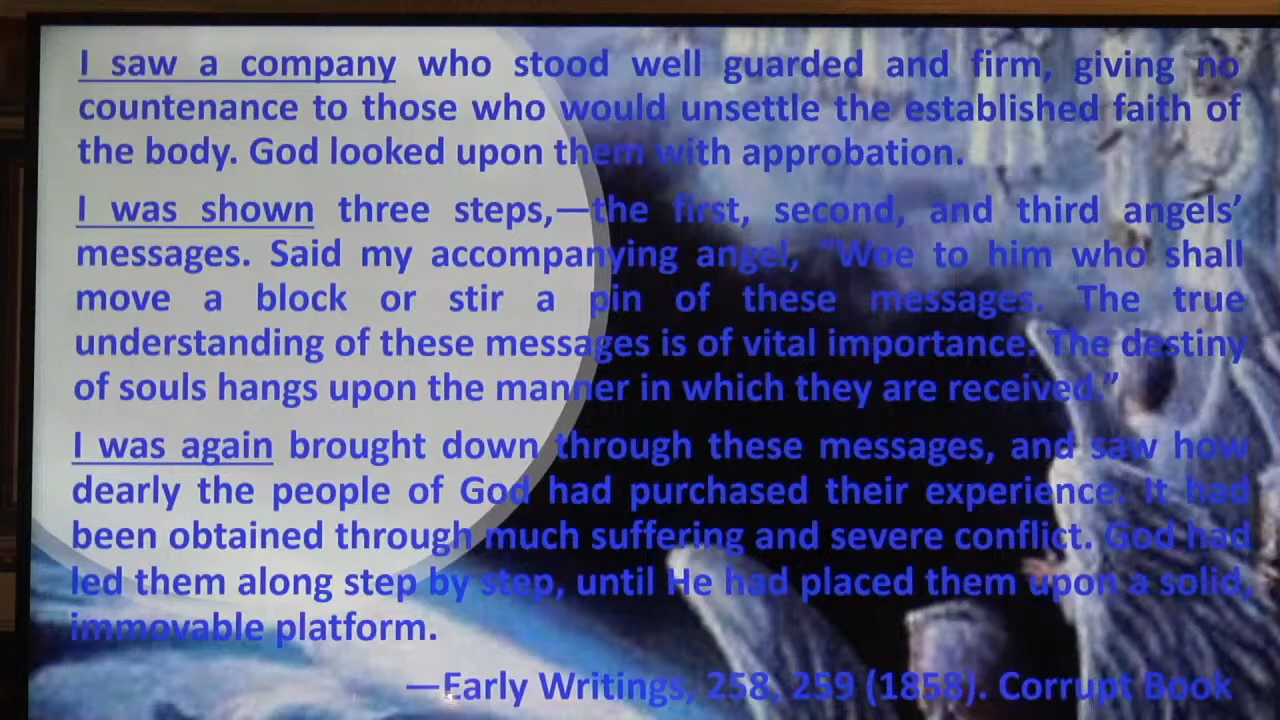 I saw a company who stood well guarded and firm, giving no
countenance to those who would unsettle the established faith of
the body. God looked upon them with approbation.
I was shown three steps,—the first, second, and third angels’
messages. Said my accompanying angel, “Woe to him who shall
move a block or stir a pin of these messages. The true
understanding of these messages is of vital importance. The destiny
of souls hangs upon the manner in which they are received.”
I was again brought down through these messages, and saw how
dearly the people of God had purchased their experience. It had
been obtained through much suffering and severe conflict. God had
led them along step by step, until He had placed them upon a solid,
immovable platform.
—Early Writings, 258, 259 (1858). Corrupt Book